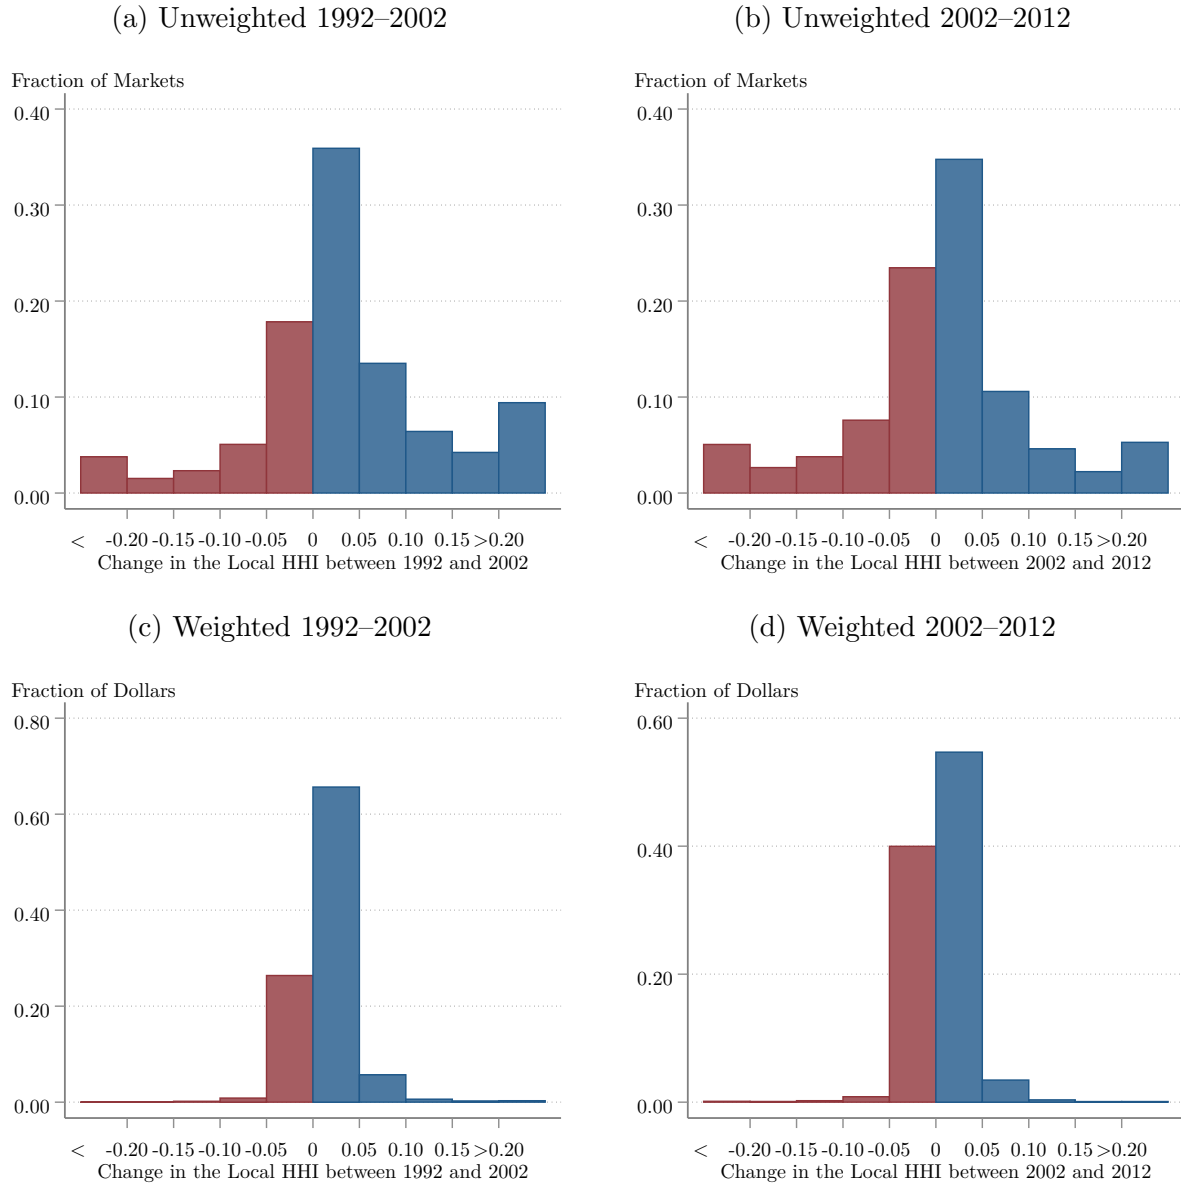 (a) Unweighted 1992–2002
Fraction of Markets
0.40
0.30
0.20
0.10
0.00
< -0.20 -0.15 -0.10 -0.05 0 0.05 0.10 0.15 >0.20
Change in the Local HHI between 1992 and 2002
(b) Unweighted 2002–2012
Fraction of Markets
0.40
0.30
0.20
0.10
0.00
< -0.20 -0.15 -0.10 -0.05 0 0.05 0.10 0.15 >0.20
Change in the Local HHI between 2002 and 2012
(c) Weighted 1992–2002
Fraction of Dollars
0.80
0.60
0.40
0.20
0.00
< -0.20 -0.15 -0.10 -0.05 0 0.05 0.10 0.15 >0.20
Change in the Local HHI between 1992 and 2002
(d) Weighted 2002–2012
Fraction of Dollars
0.60
0.40
0.20
0.00
< -0.20 -0.15 -0.10 -0.05 0 0.05 0.10 0.15 >0.20
Change in the Local HHI between 2002 and 2012